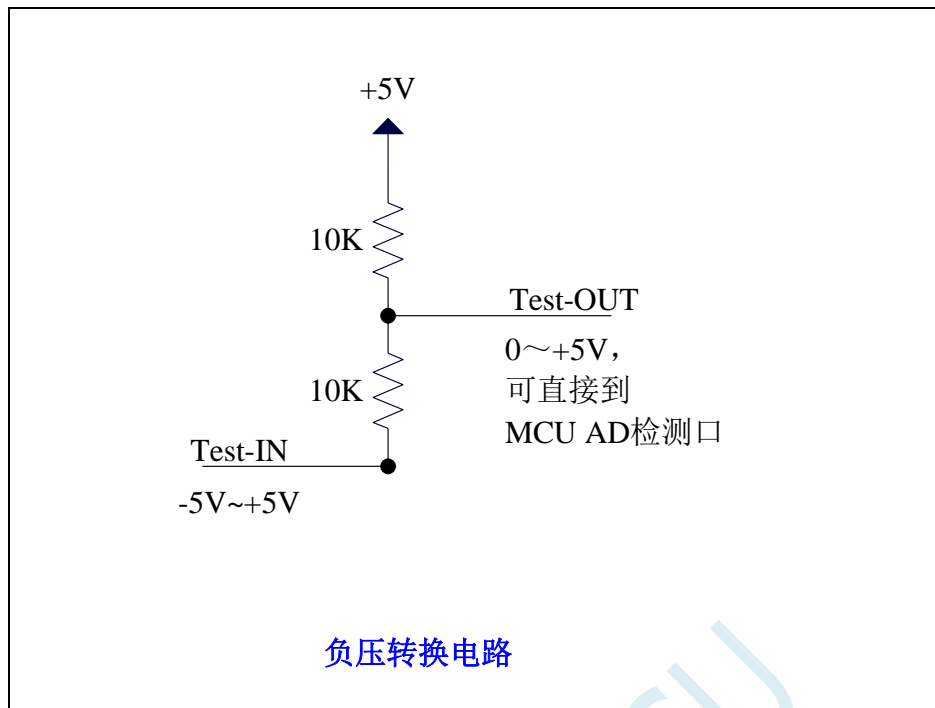 +5V
10K
Test-OUT
0～+5V，
可直接到
MCU AD检测口
10K
Test-IN
-5V~+5V
负压转换电路